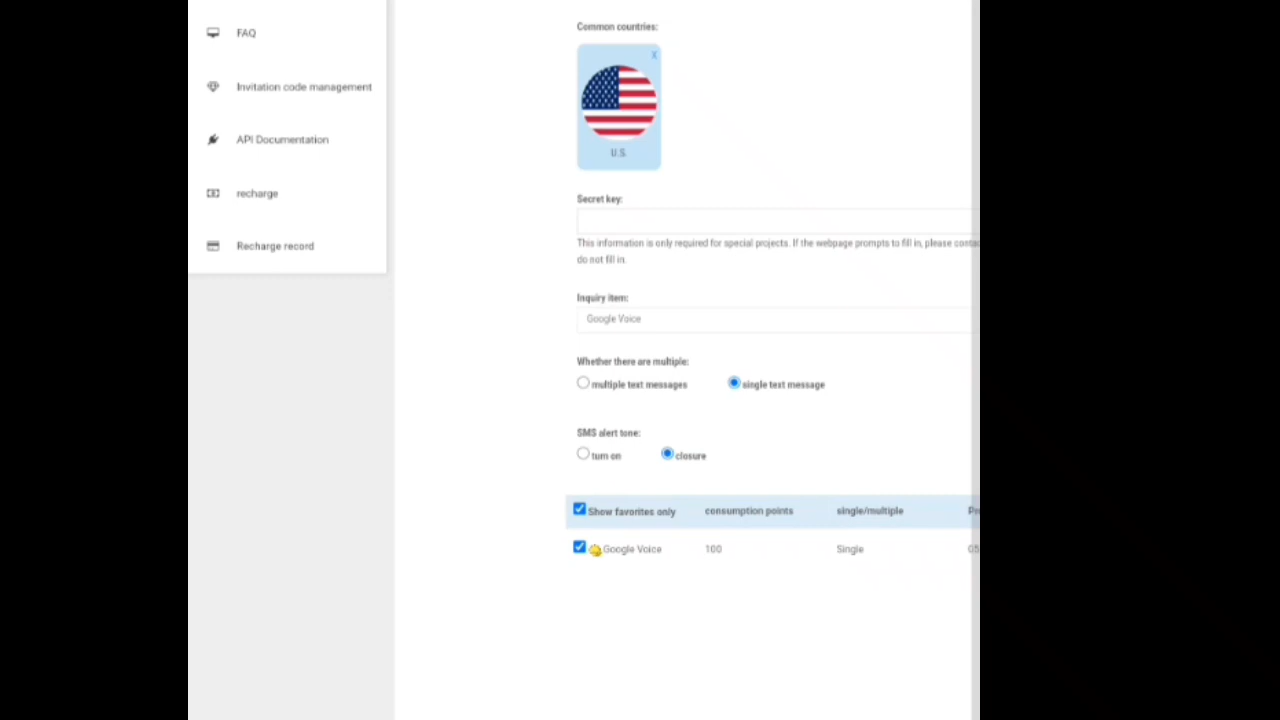 FAQ
Invitation code management
API Documentation
recharge
Recharge record
Common countries:
X
U.S.
Secret key:
This information is only required for special projects. If the webpage prompts to fill in, please
do not fill in.
Inquiry item:
Google Voice
Whether there are multiple:
multiple text messages single text message
SMS alert tone:
turn on closure
Show favorites only consumption points single/multiple
Google Voice 100 Single